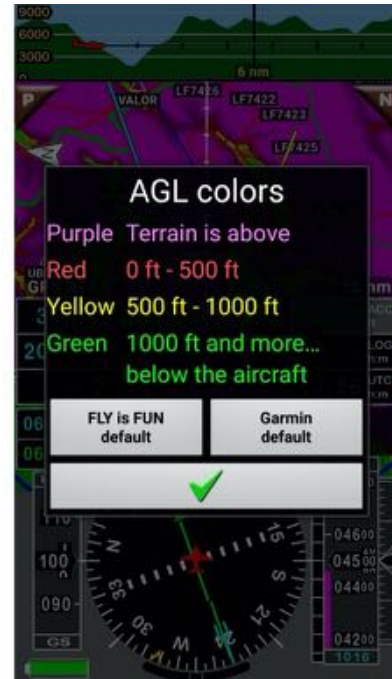 9000
6000
3000
6 nm
P
N
VALOR
LF7426
LF7422
LF7423
LF7425
AGL colors
Purple Terrain is above
Red 0 ft - 500 ft
Yellow 500 ft - 1000 ft
Green 1000 ft and more...
below the aircraft
FLY is FUN
default
Garmin
default
110
100
090
GS
N
33
15
S
21
24
W
04600
04500
04400
04200
1016